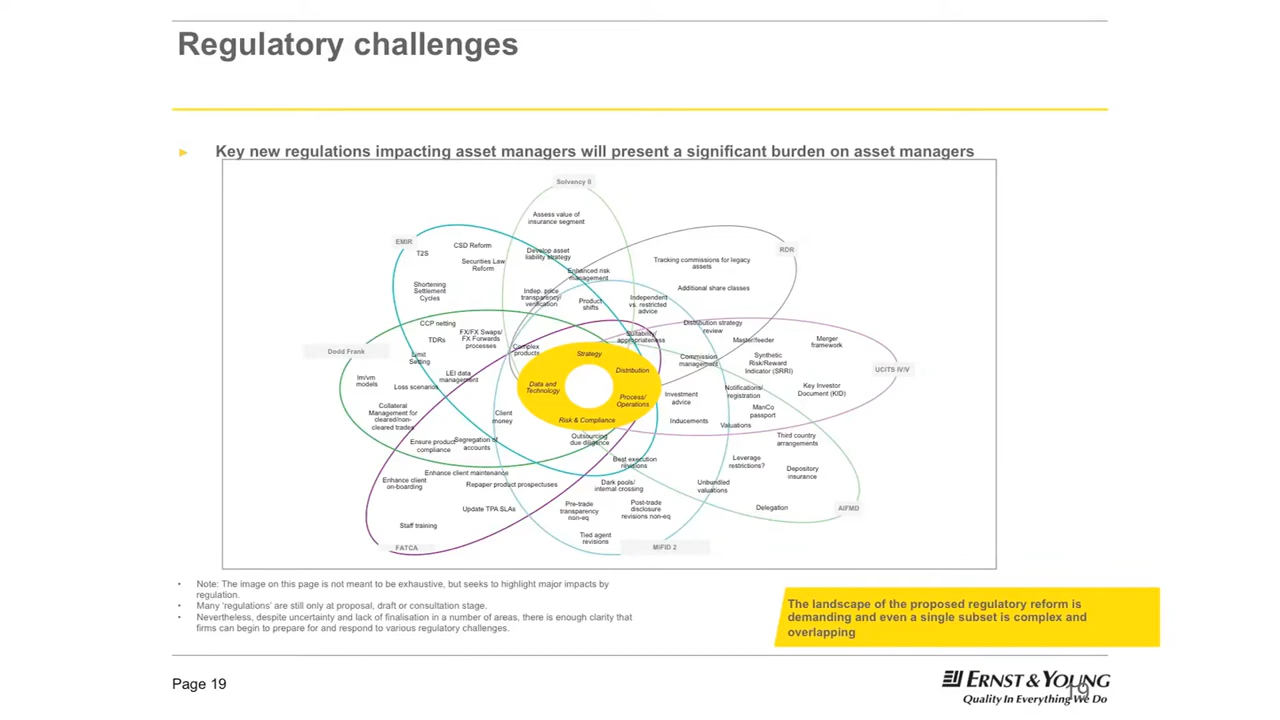 Regulatory challenges
► Key new regulations impacting asset managers will present a significant burden on asset managers
Solvency II
Assess value of
insurance segment
Develop asset
liability strategy
Enhanced risk
management
Indep. price
transparency/
verification
Product
shifts
EMIR
T2S
CSD Reform
Securities Law
Reform
Shortening
Settlement
Cycles
RDR
Tracking commissions for legacy
assets
Additional share classes
Independent
vs. restricted
advice
Distribution strategy
review
Suitability/
appropriateness
Commission
management
Dodd Frank
CCP netting
TDRs
FX/FX Swaps/
FX Forwards
processes
Complex
products
Limit
Setting
LEI data
management
Im/vm
models
Loss scenarios
Collateral
Management for
cleared/non-
cleared trades
UCITS IV/V
Master/feeder
Merger
framework
Synthetic
Risk/Reward
Indicator (SRRI)
Key Investor
Document (KID)
Notifications/
registration
ManCo
passport
Valuations
Strategy
Distribution
Data and
Technology
Process/
Operations
Risk & Compliance
Investment
advice
Inducements
Client
money
Outsourcing
due diligence
Ensure product
compliance
Segregation of
accounts
Best execution
revisions
Third country
arrangements
Leverage
restrictions?
Depository
insurance
Unbundled
valuations
Delegation
AIFMD
Enhance client maintenance
Enhance client
on-boarding
Repaper product prospectuses
Update TPA SLAs
Staff training
FATCA
Dark pools/
internal crossing
Pre-trade
transparency
non-eq
Post-trade
disclosure
revisions non-eq
Tied agent
revisions
MiFID 2
• Note: The image on this page is not meant to be exhaustive, but seeks to highlight major impacts by
regulation.
• Many 'regulations' are still only at proposal, draft or consultation stage.
• Nevertheless, despite uncertainty and lack of finalisation in a number of areas, there is enough clarity that
firms can begin to prepare for and respond to various regulatory challenges.
The landscape of the proposed regulatory reform is
demanding and even a single subset is complex and
overlapping
Page 19
ERNST & YOUNG
Quality In Everything We Do
19